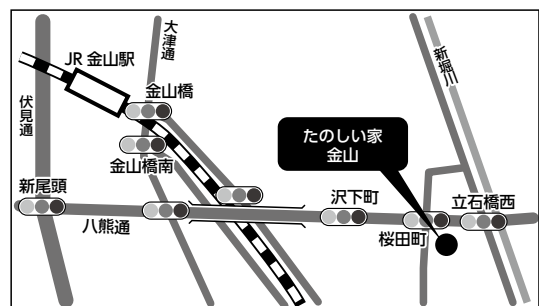 大津通
JR 金山駅
金山橋
新堀川
伏見通
たのしい家
金山
金山橋南
新尾頭
沢下町
立石橋西
八熊通
桜田町